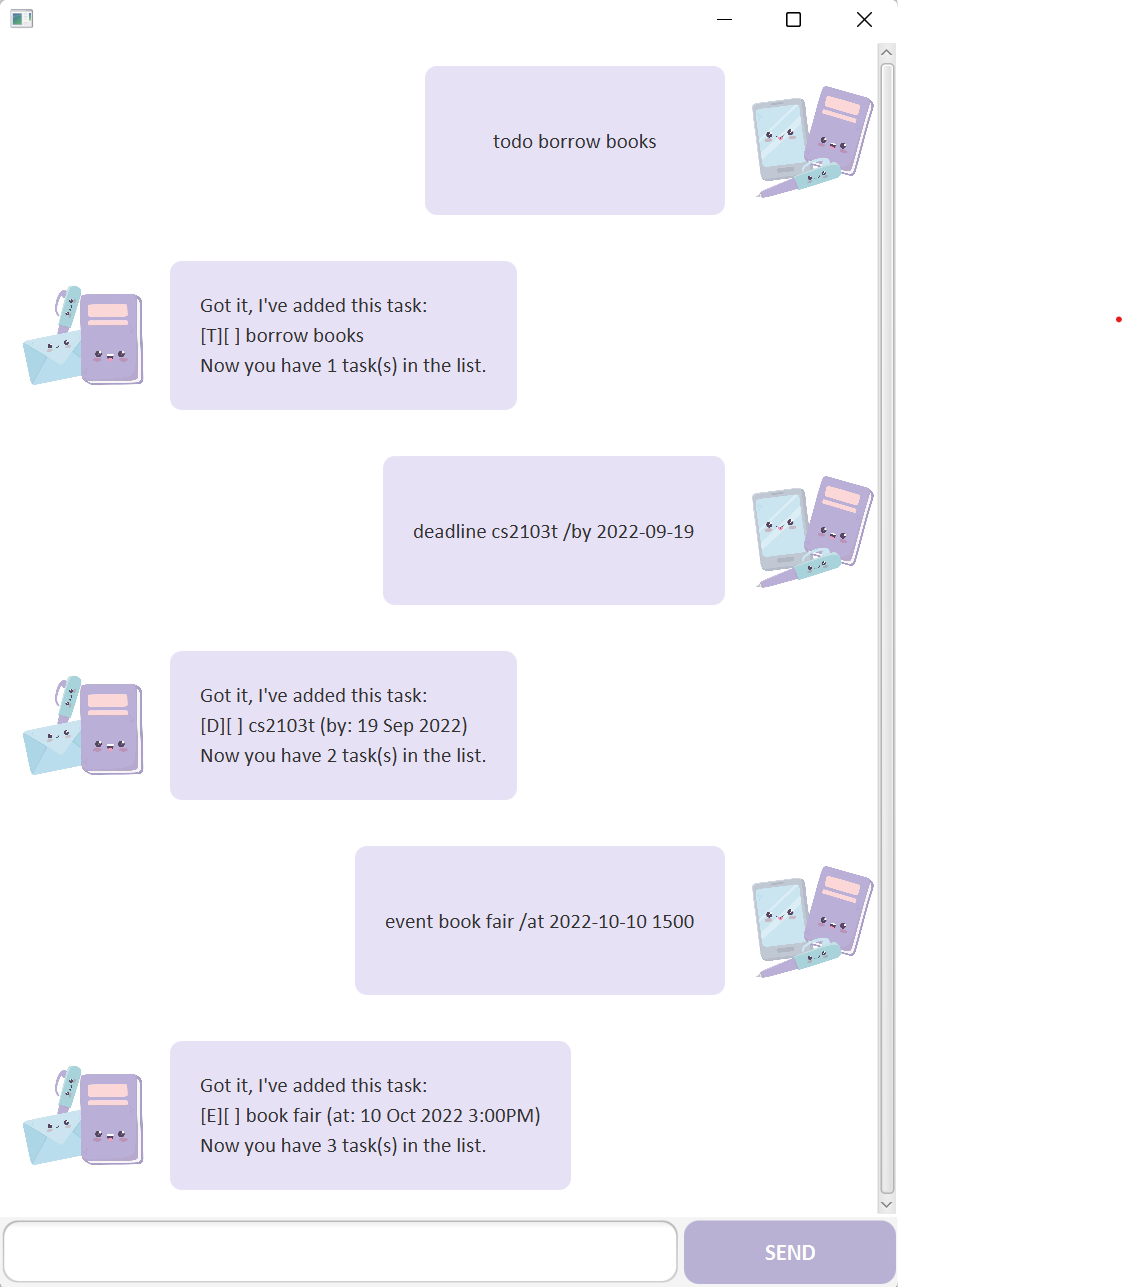 todo borrow books
Got it, I've added this task:
[T][ ] borrow books
Now you have 1 task(s) in the list.
deadline cs2103t /by 2022-09-19
Got it, I've added this task:
[D][ ] cs2103t (by: 19 Sep 2022)
Now you have 2 task(s) in the list.
event book fair /at 2022-10-10 1500
Got it, I've added this task:
[E][ ] book fair (at: 10 Oct 2022 3:00PM)
Now you have 3 task(s) in the list.
SEND